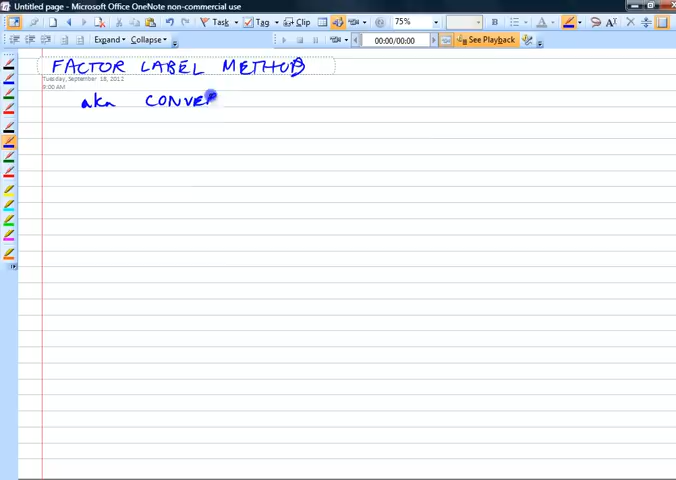 Untitled page - Microsoft Office OneNote non-commercial use
Task Tag Clip 75% B A
Expand Collapse 00:00/00:00 See Playback
FACTOR LABEL METHOD
Tuesday, September 18, 2012
9:00 AM
aka CONVER